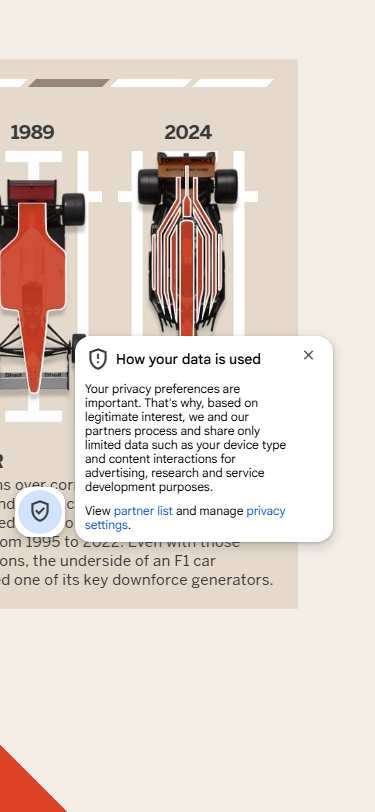 1989
2024
How your data is used
Your privacy preferences are
important. That's why, based on
legitimate interest, we and our
partners process and share only
limited data such as your device type
and content interactions for
advertising, research and service
development purposes.
View partner list and manage privacy
settings.
R
ns over
om 1995 to 2022. Even with those
ons, the underside of an F1 car
ed one of its key downforce generators.